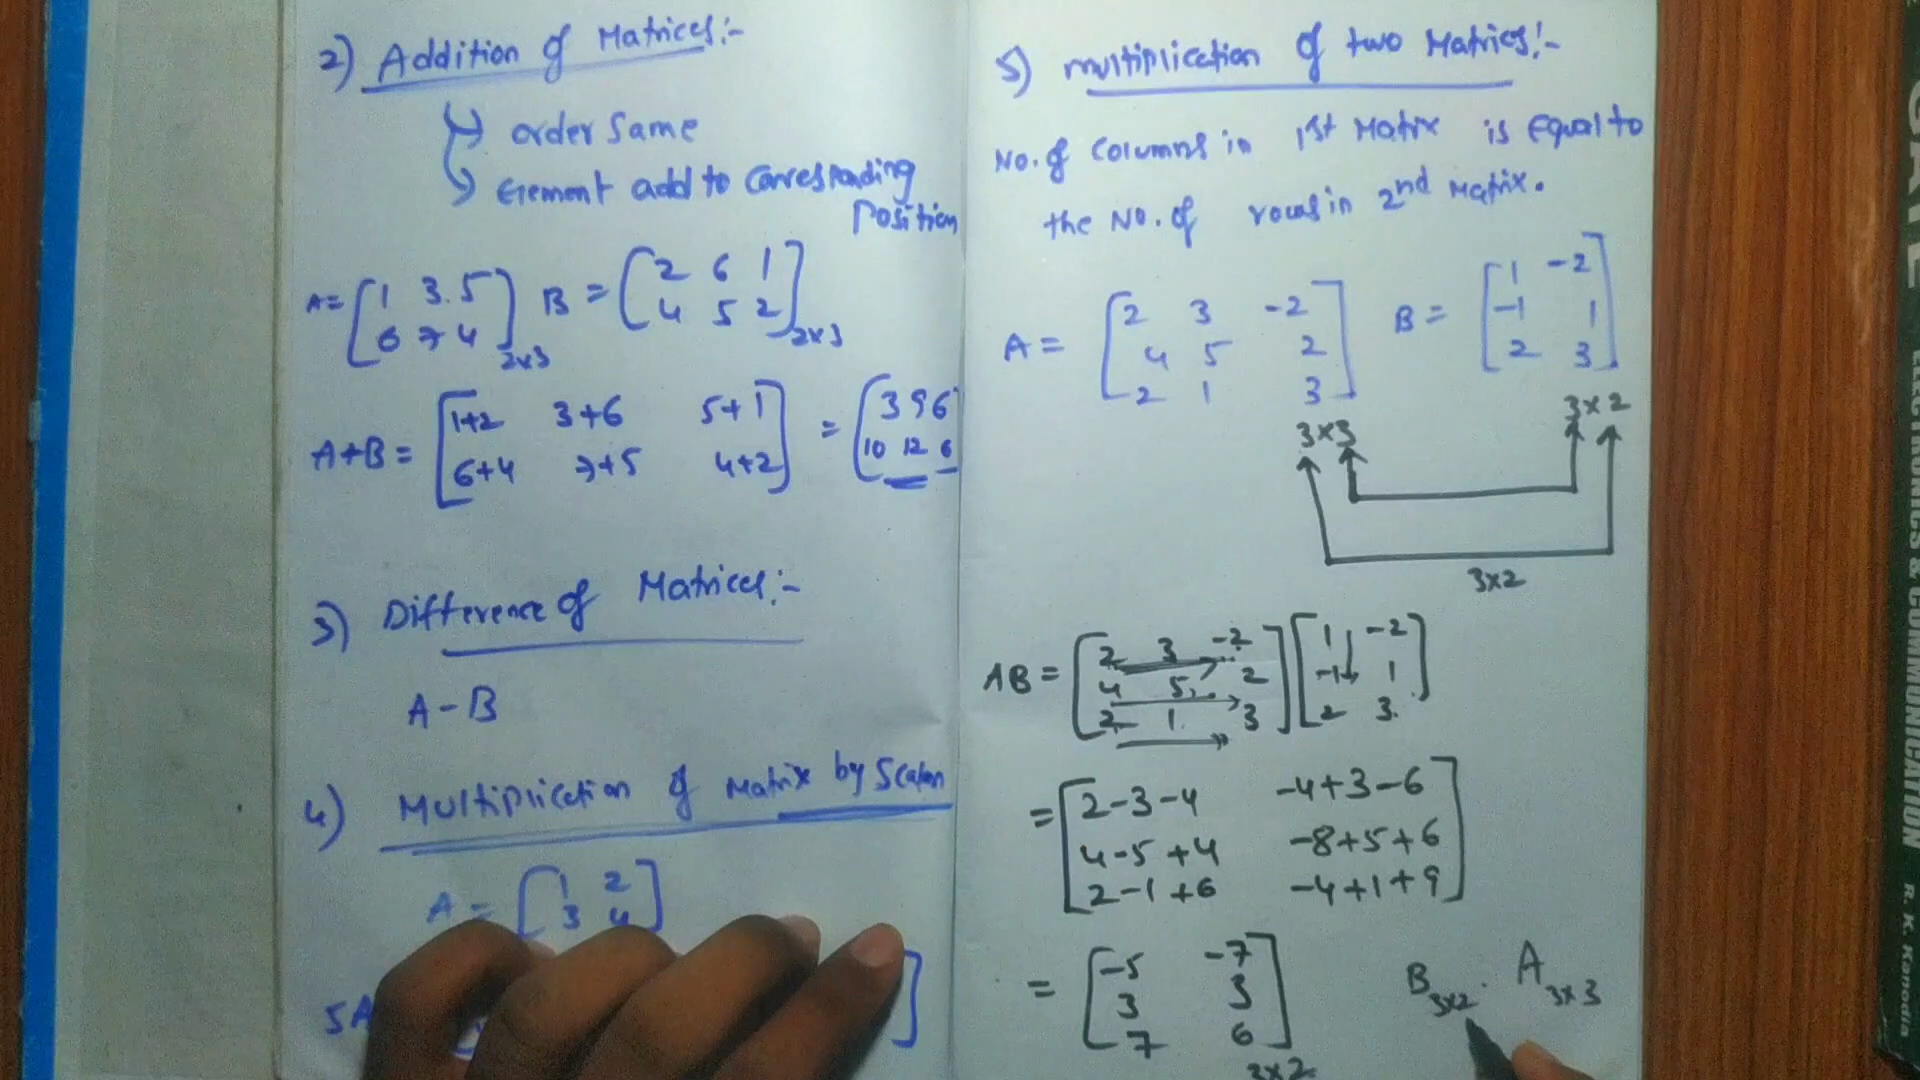 2) Addition of Matrices:-
order same
Element add to corresponding
Position
A= [1 3.5
6 7 4] 2x3
B = [2 6 1
4 5 2] 2x3
A+B = [1+2 3+6 5+1
6+4 7+5 4+2]
= [3 9 6
10 12 6
3) Difference of Matrices:-
A-B
4) Multiplication of Matrix by Scalar
A = [1 2
3 4]
5A
]
5) multiplication of two Matrices:-
No. of columns in 1st Matrix is Equal to
the No. of rows in 2nd Matrix.
A = [2 3 -2
4 5 2
2 1 3]
3x3
B = [1 -2
-1 1
2 3]
3x2
3x2
AB = [2 3 -2
4 5 2
2 1 3] [1 -2
-1 1
2 3]
= [2-3-4 -4+3-6
4-5+4 -8+5+6
2-1+6 -4+1+9]
= [-5 -7
3 3
7 6]
3x2
B3x2 . A3x3
ELECTRONICS & COMMUNICATION
R. K. Kanodia